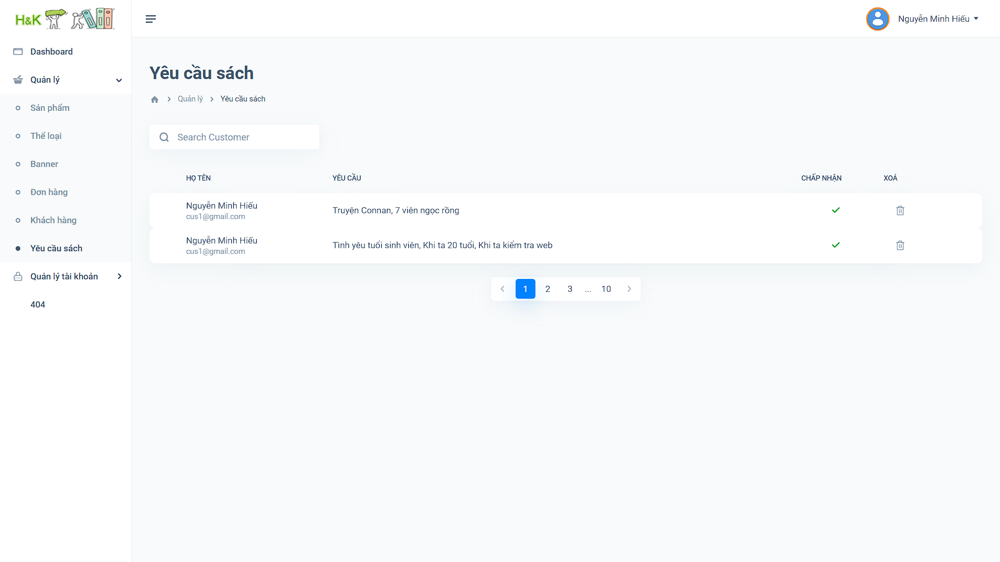 H&K
Nguyễn Minh Hiếu
Dashboard
Quản lý
Sản phẩm
Thể loại
Banner
Đơn hàng
Khách hàng
Yêu cầu sách
Quản lý tài khoản
404
Yêu cầu sách
Quản lý
Yêu cầu sách
Search Customer
HỌ TÊN YÊU CẦU CHẤP NHẬN XOÁ
Nguyễn Minh Hiếu
cus1@gmail.com
Truyện Connan, 7 viên ngọc rồng
Nguyễn Minh Hiếu
cus1@gmail.com
Tình yêu tuổi sinh viên, Khi ta 20 tuổi, Khi ta kiểm tra web
1 2 3 ... 10